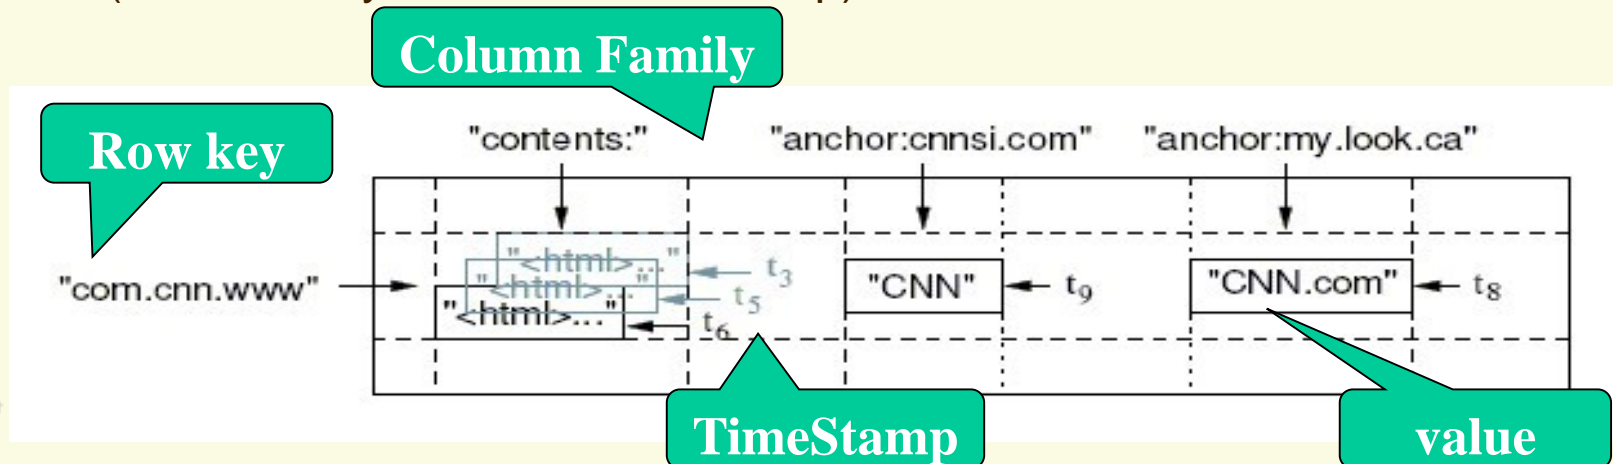 Column Family
Row key
"contents:" "anchor:cnnsi.com" "anchor:my.look.ca"
"<html>..." t3
"com.cnn.www" "<html>..." t5 "CNN" t9 "CNN.com" t8
"<html>..." t6
TimeStamp value